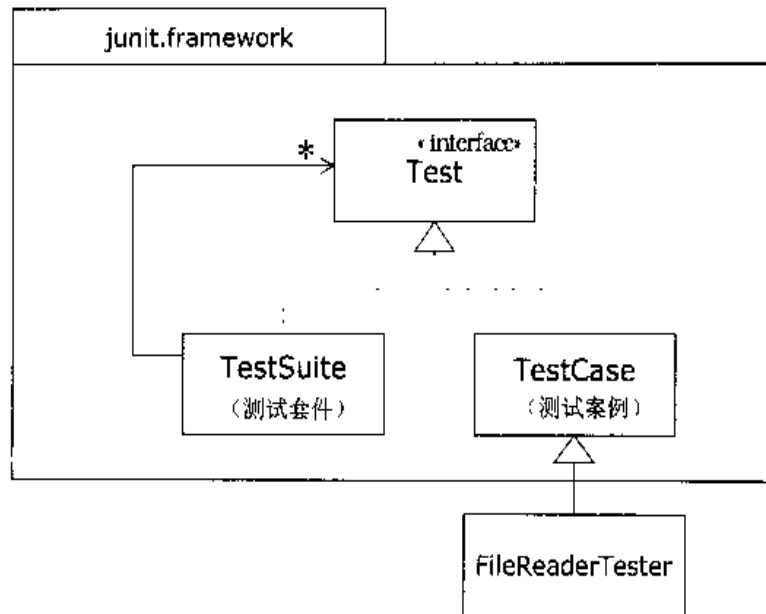 junit.framework
*
«interface»
Test
TestSuite
（测试套件）
TestCase
（测试案例）
FileReaderTester